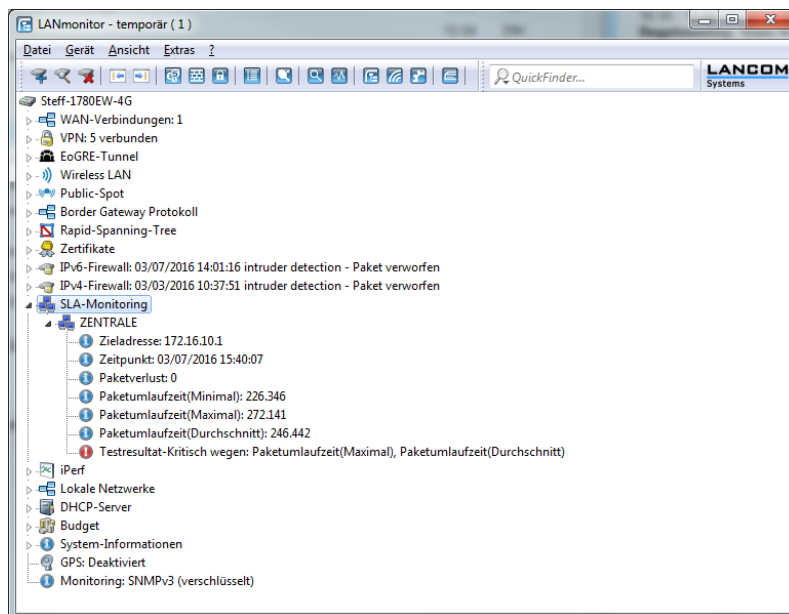 LANmonitor - temporär ( 1 )
Datei Gerät Ansicht Extras ?
QuickFinder...
LANCOM
Systems
Steff-1780EW-4G
WAN-Verbindungen: 1
VPN: 5 verbunden
EoGRE-Tunnel
Wireless LAN
Public-Spot
Border Gateway Protokoll
Rapid-Spanning-Tree
Zertifikate
IPv6-Firewall: 03/07/2016 14:01:16 intruder detection - Paket verworfen
IPv4-Firewall: 03/03/2016 10:37:51 intruder detection - Paket verworfen
SLA-Monitoring
ZENTRALE
Zieladresse: 172.16.10.1
Zeitpunkt: 03/07/2016 15:40:07
Paketverlust: 0
Paketumlaufzeit(Minimal): 226.346
Paketumlaufzeit(Maximal): 272.141
Paketumlaufzeit(Durchschnitt): 246.442
Testresultat-Kritisch wegen: Paketumlaufzeit(Maximal), Paketumlaufzeit(Durchschnitt)
iPerf
Lokale Netzwerke
DHCP-Server
Budget
System-Informationen
GPS: Deaktiviert
Monitoring: SNMPv3 (verschlüsselt)